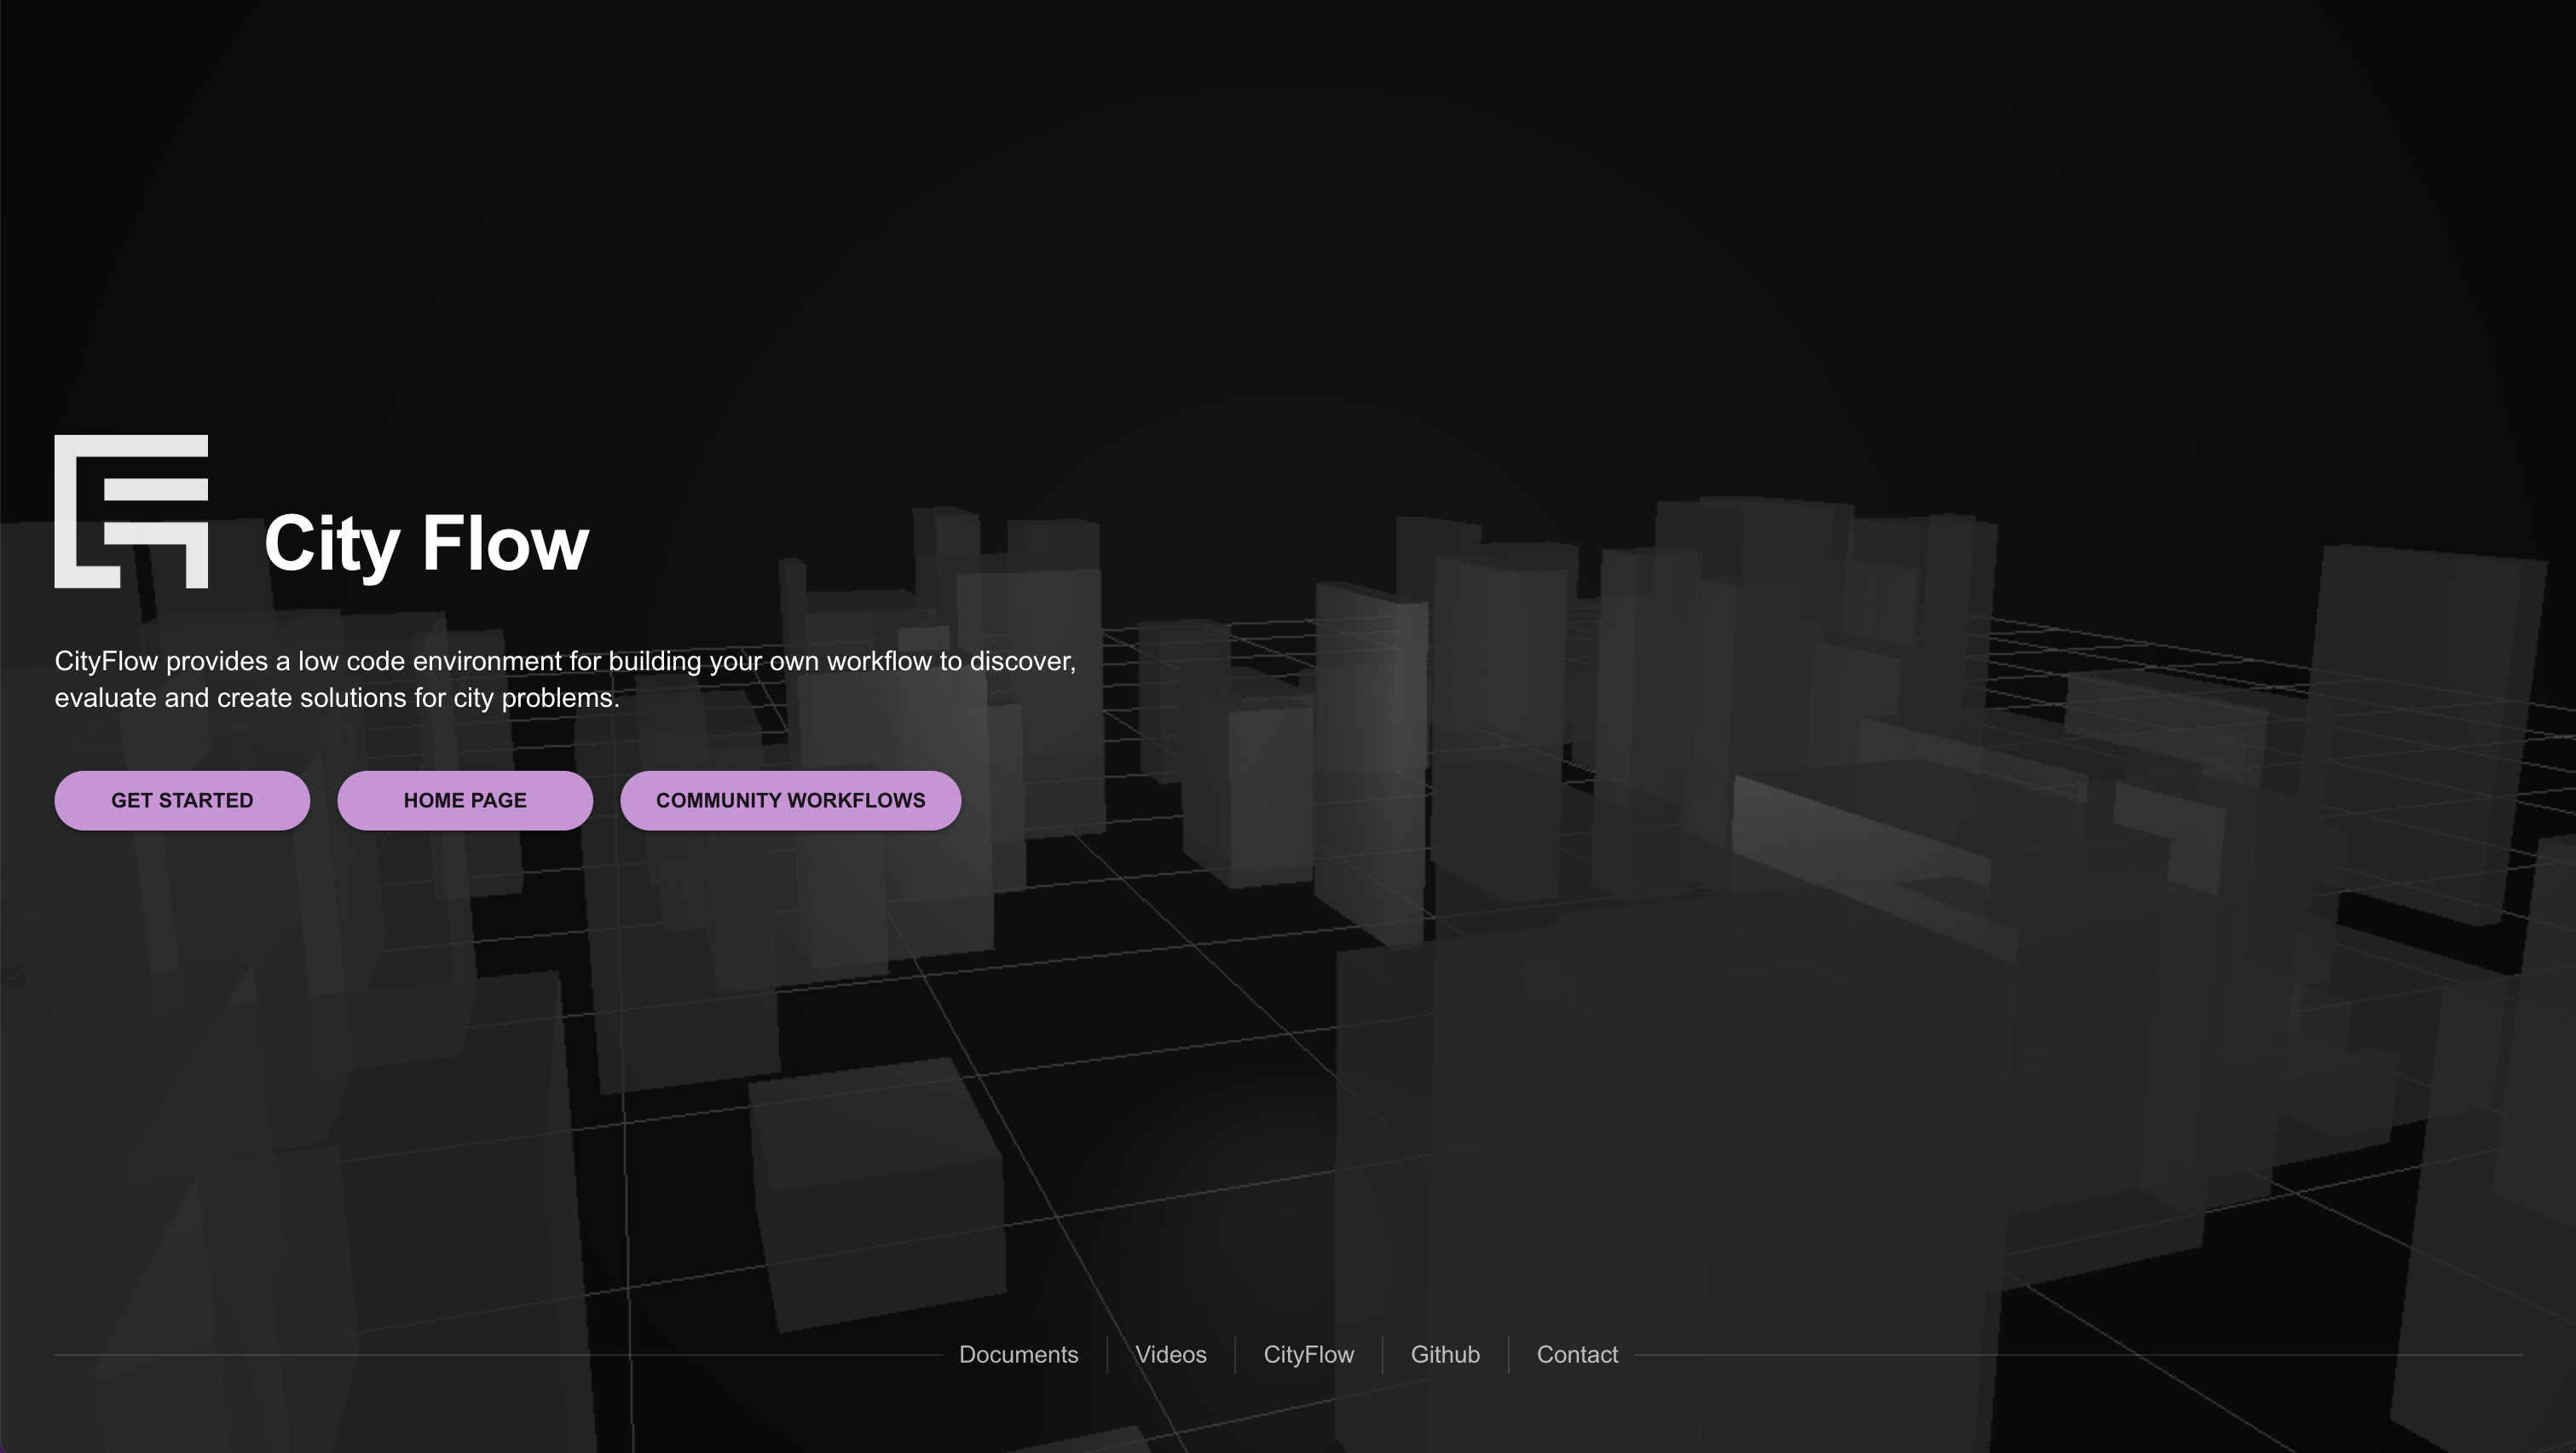 City Flow
CityFlow provides a low code environment for building your own workflow to discover,
evaluate and create solutions for city problems.
GET STARTED
HOME PAGE
COMMUNITY WORKFLOWS
Documents
Videos
CityFlow
Github
Contact